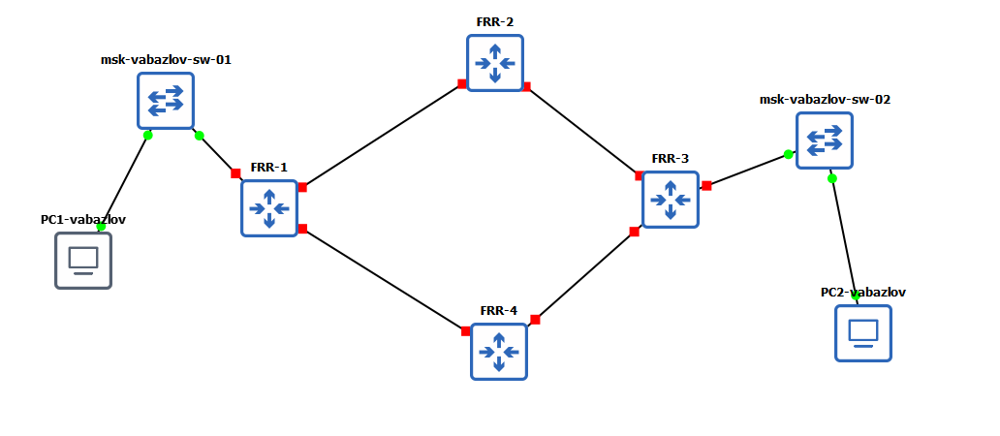 FRR-2
msk-vabazlov-sw-01
msk-vabazlov-sw-02
FRR-3
FRR-1
PC1-vabazlov
PC2-vabazlov
FRR-4